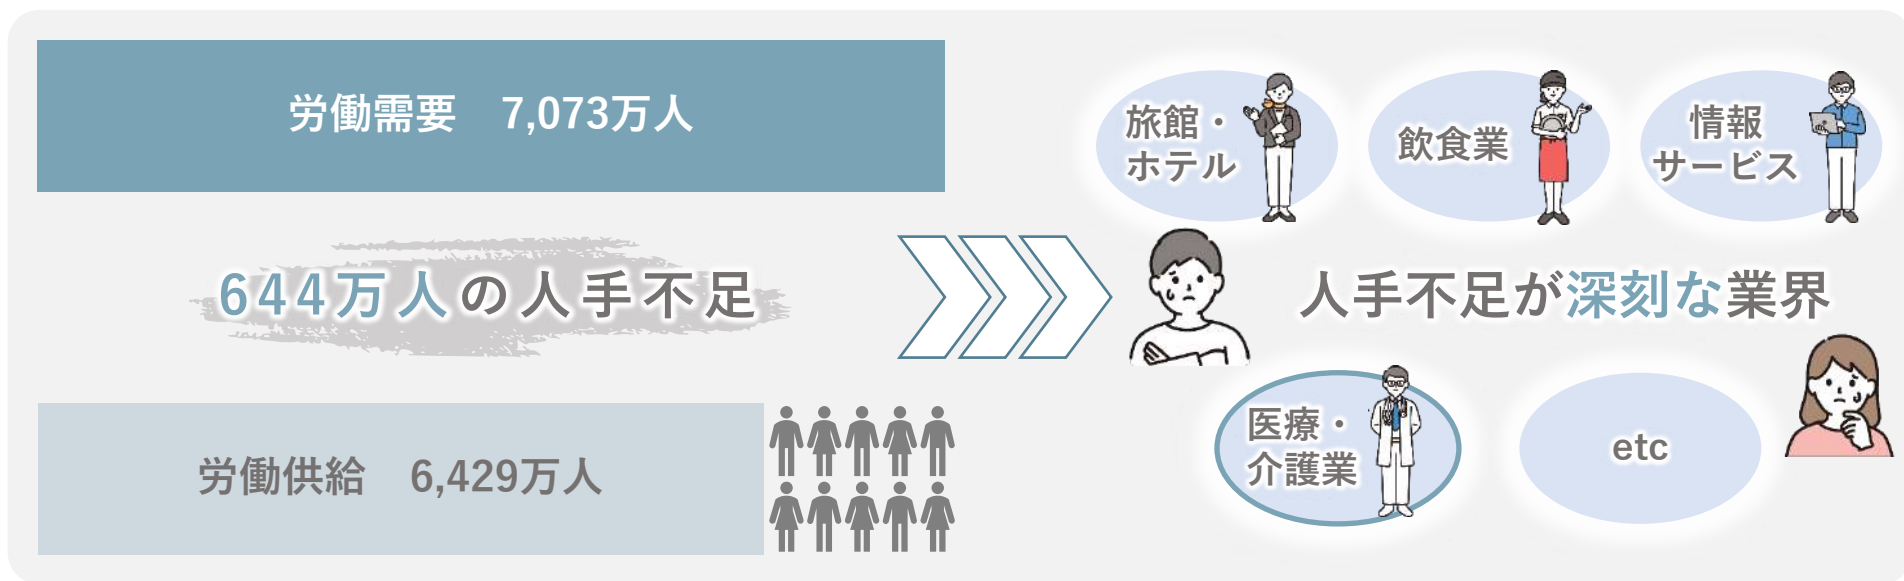 労働需要　7,073万人
644万人の人手不足
労働供給　6,429万人
旅館・
ホテル
飲食業
情報
サービス
人手不足が深刻な業界
医療・
介護業
etc